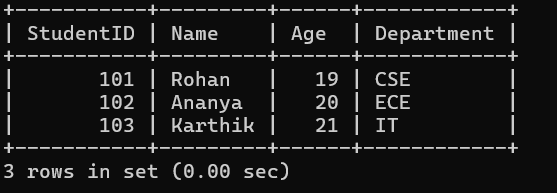 +-----------+---------+------+------------+
| StudentID | Name    | Age  | Department |
+-----------+---------+------+------------+
|       101 | Rohan   |   19 | CSE        |
|       102 | Ananya  |   20 | ECE        |
|       103 | Karthik |   21 | IT         |
+-----------+---------+------+------------+
3 rows in set (0.00 sec)